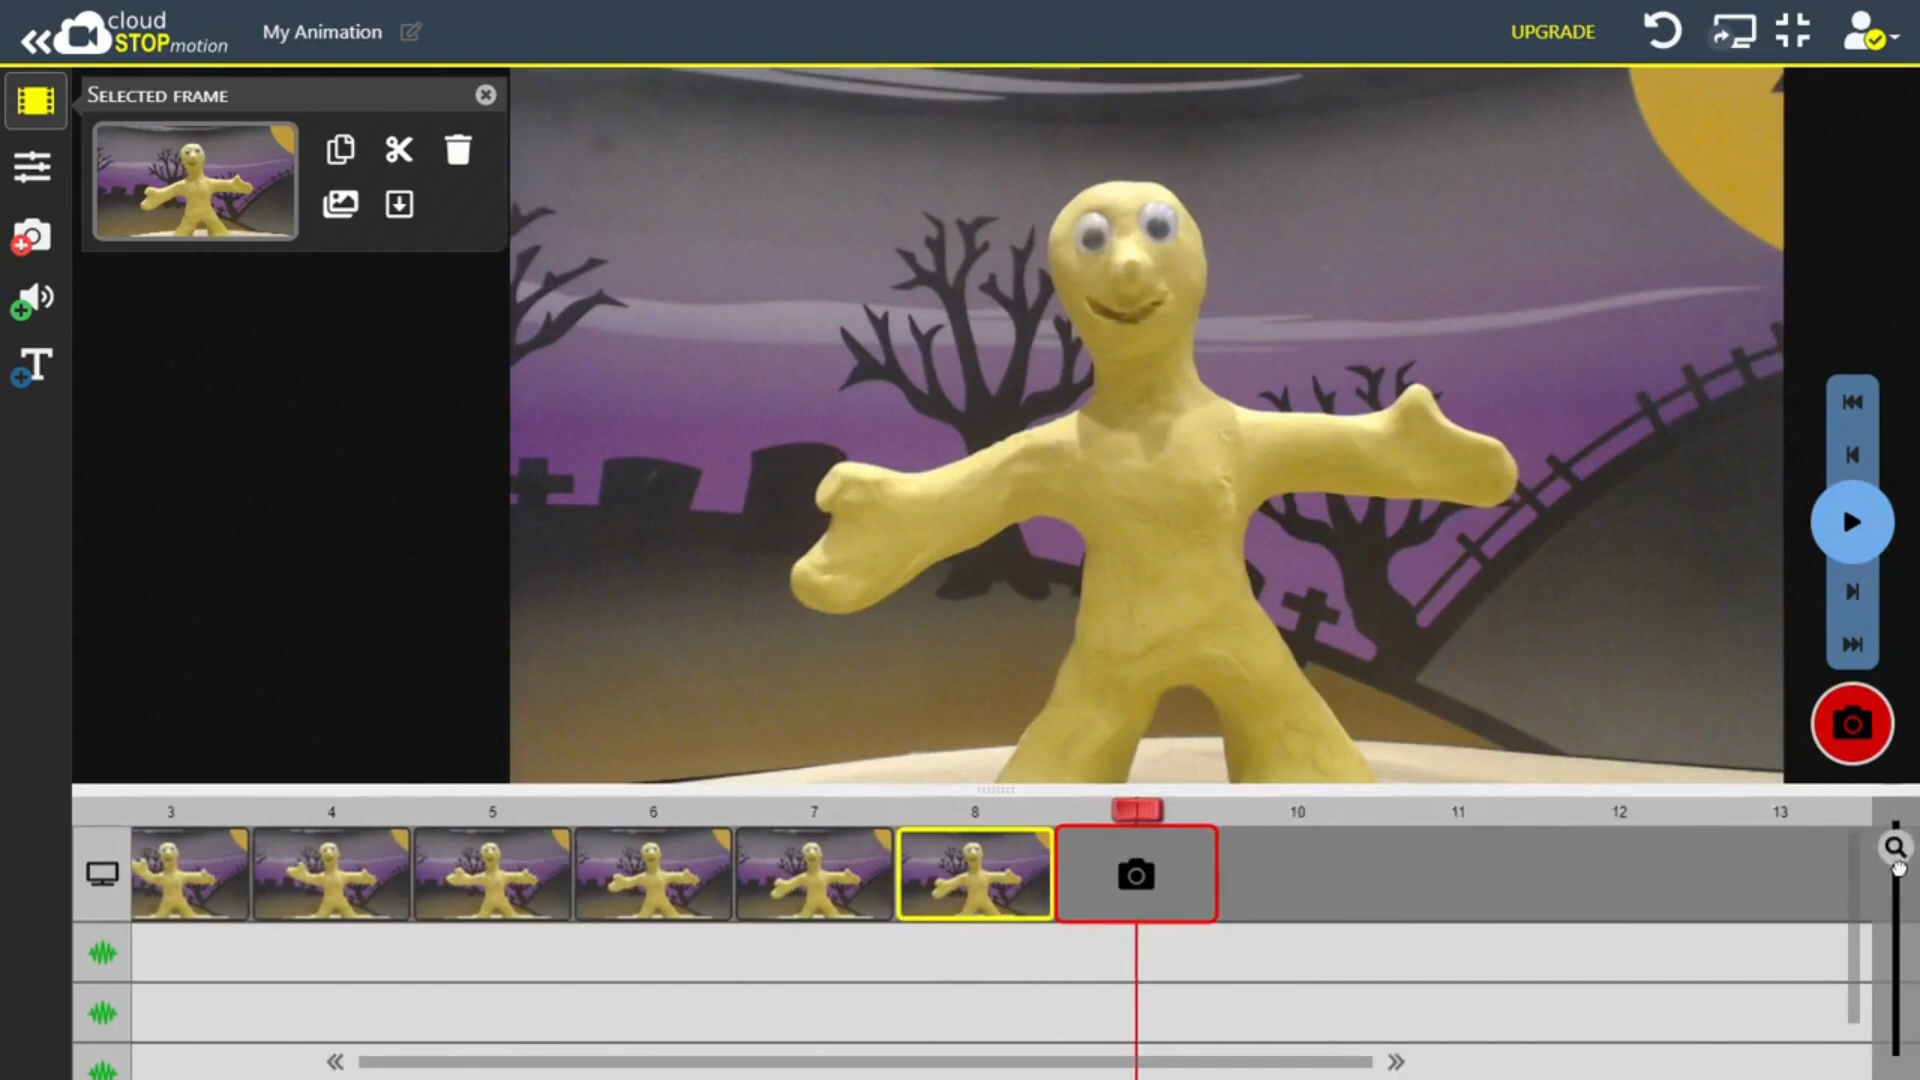 cloud
STOPmotion
My Animation
UPGRADE
SELECTED FRAME
T
3 4 5 6 7 8 10 11 12 13